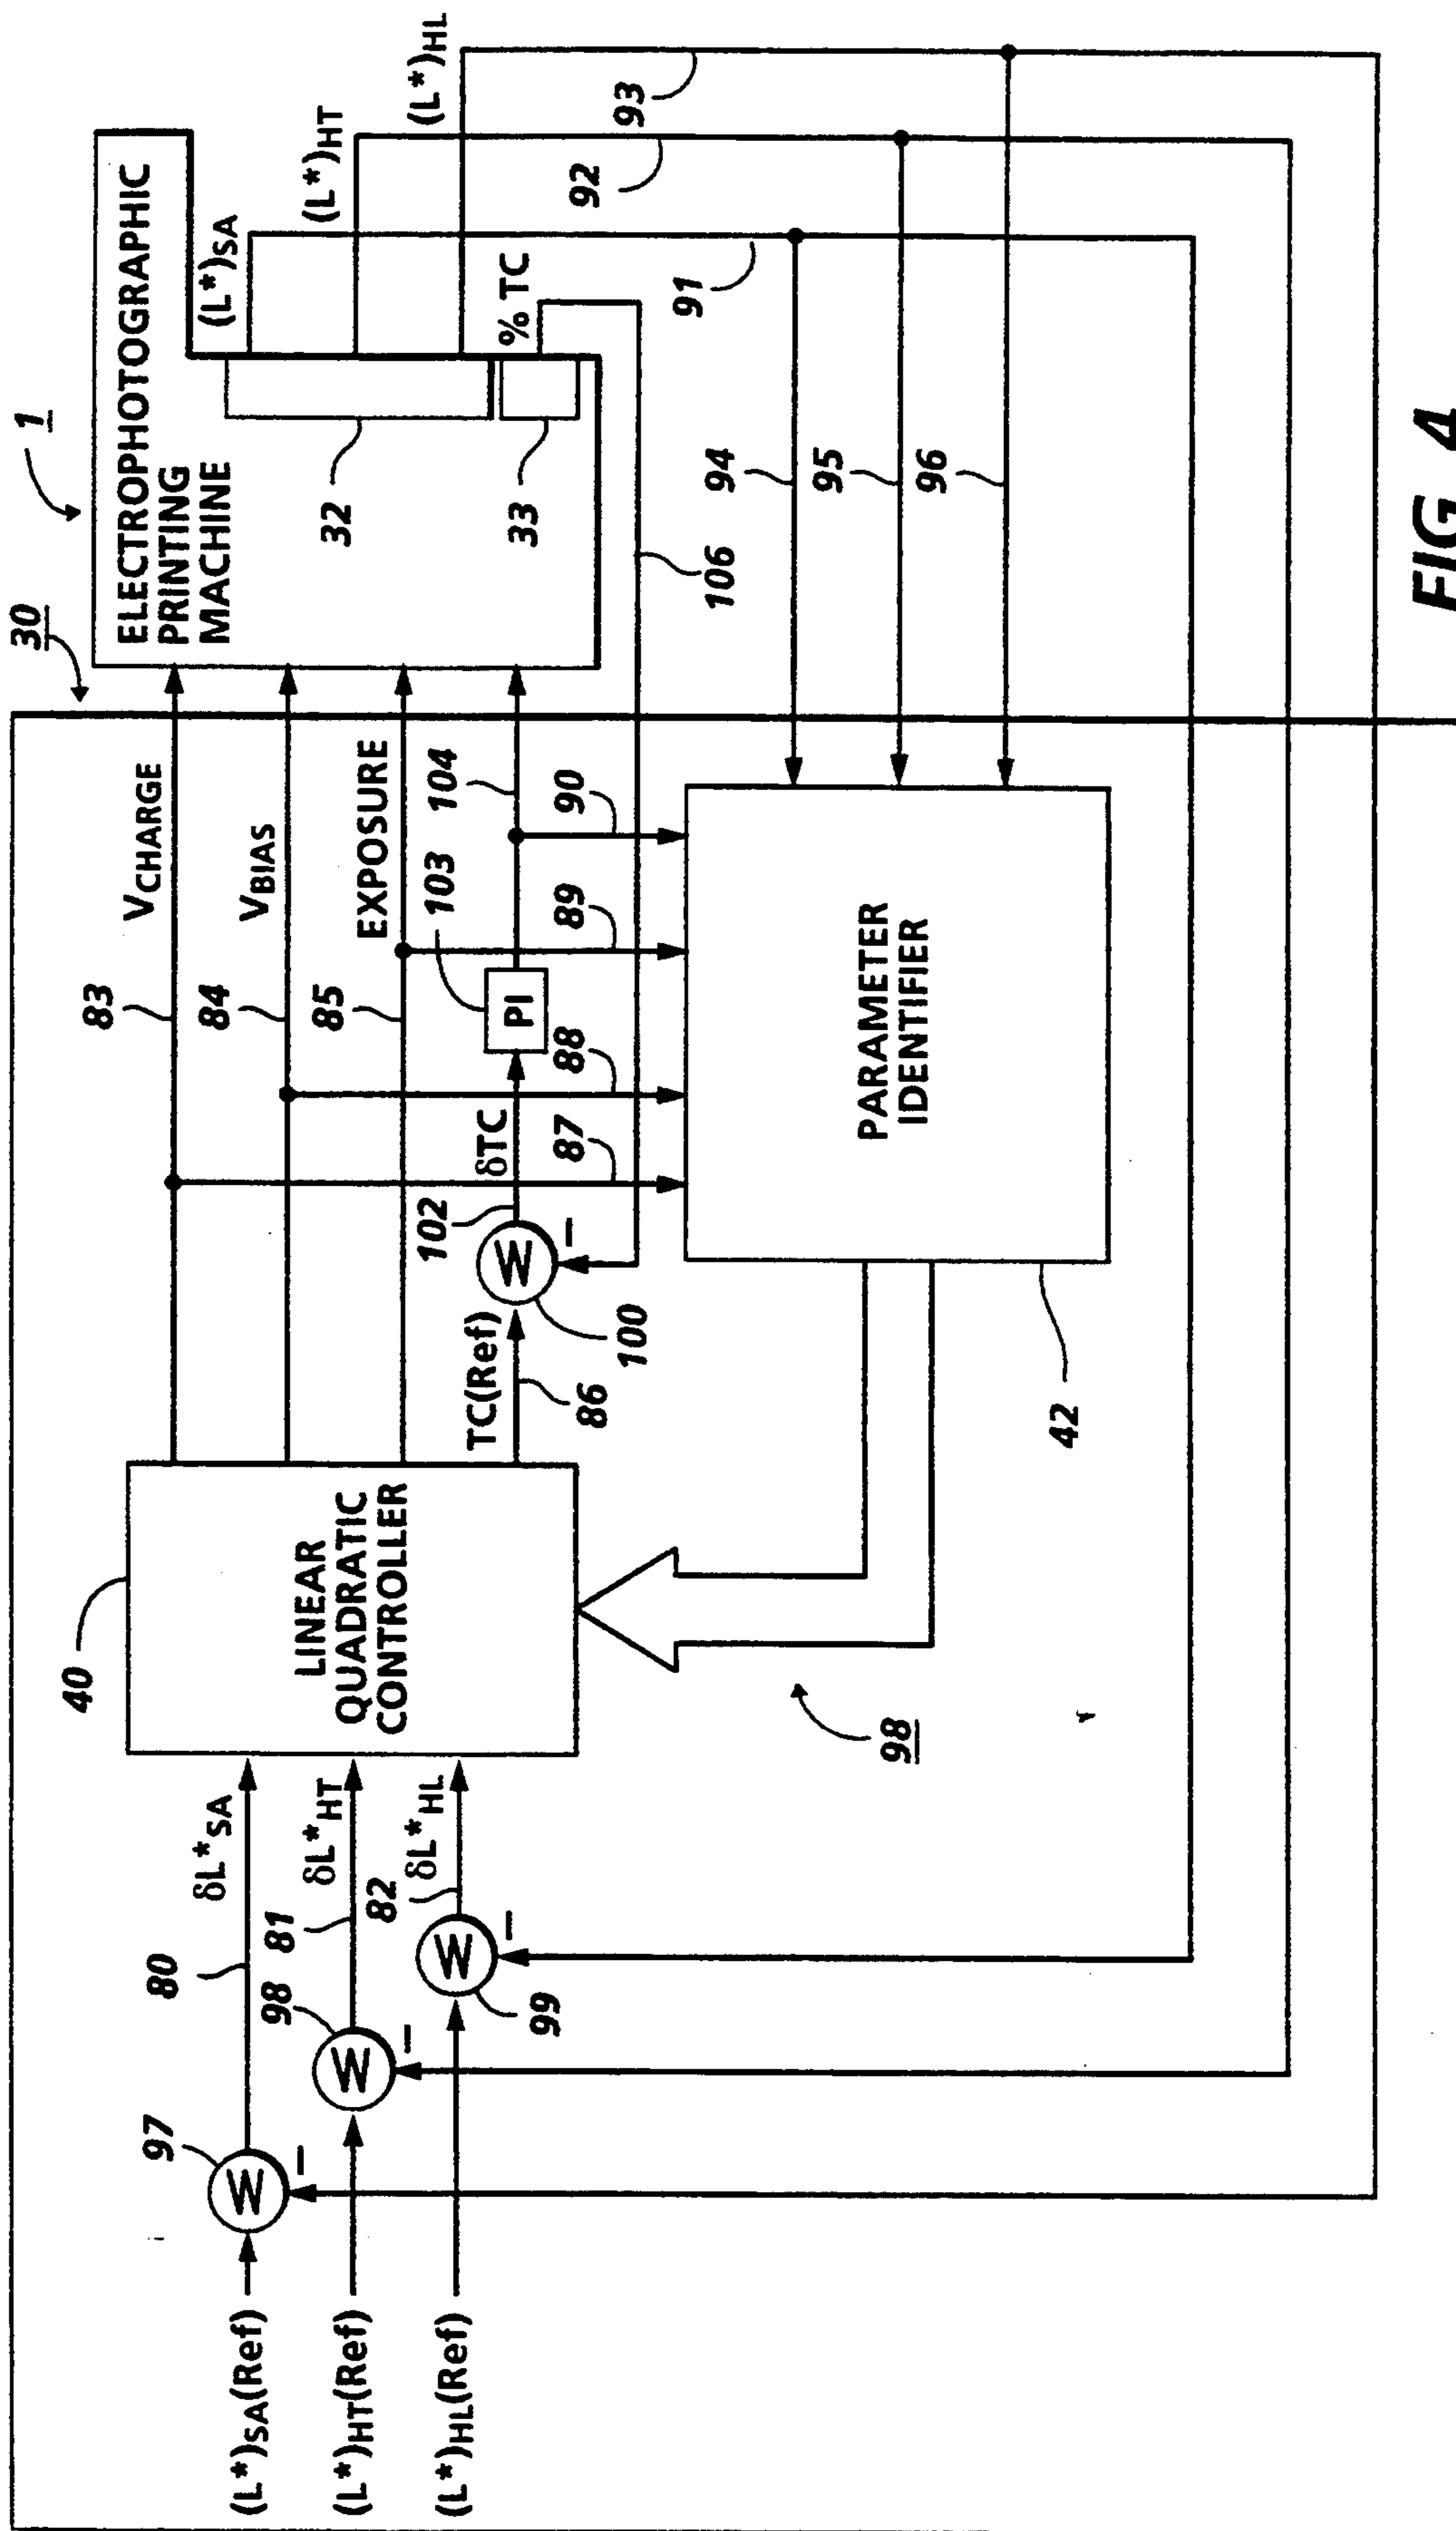 30
1
ELECTROPHOTOGRAPHIC
PRINTING
MACHINE
32
33
(L*)SA
(L*)HT
(L*)HL
% TC
93
92
91
94
95
96
106
83
VCHARGE
84
VBIAS
85
EXPOSURE
103
104
PI
90
89
88
87
δTC
102
W
–
100
TC(Ref)
86
PARAMETER
IDENTIFIER
42
40
LINEAR
QUADRATIC
CONTROLLER
98
80
δL*SA
81
δL*HT
82
δL*HL
97
W
–
98
W
–
99
W
–
(L*)SA(Ref)
(L*)HT(Ref)
(L*)HL(Ref)
FIG. 4